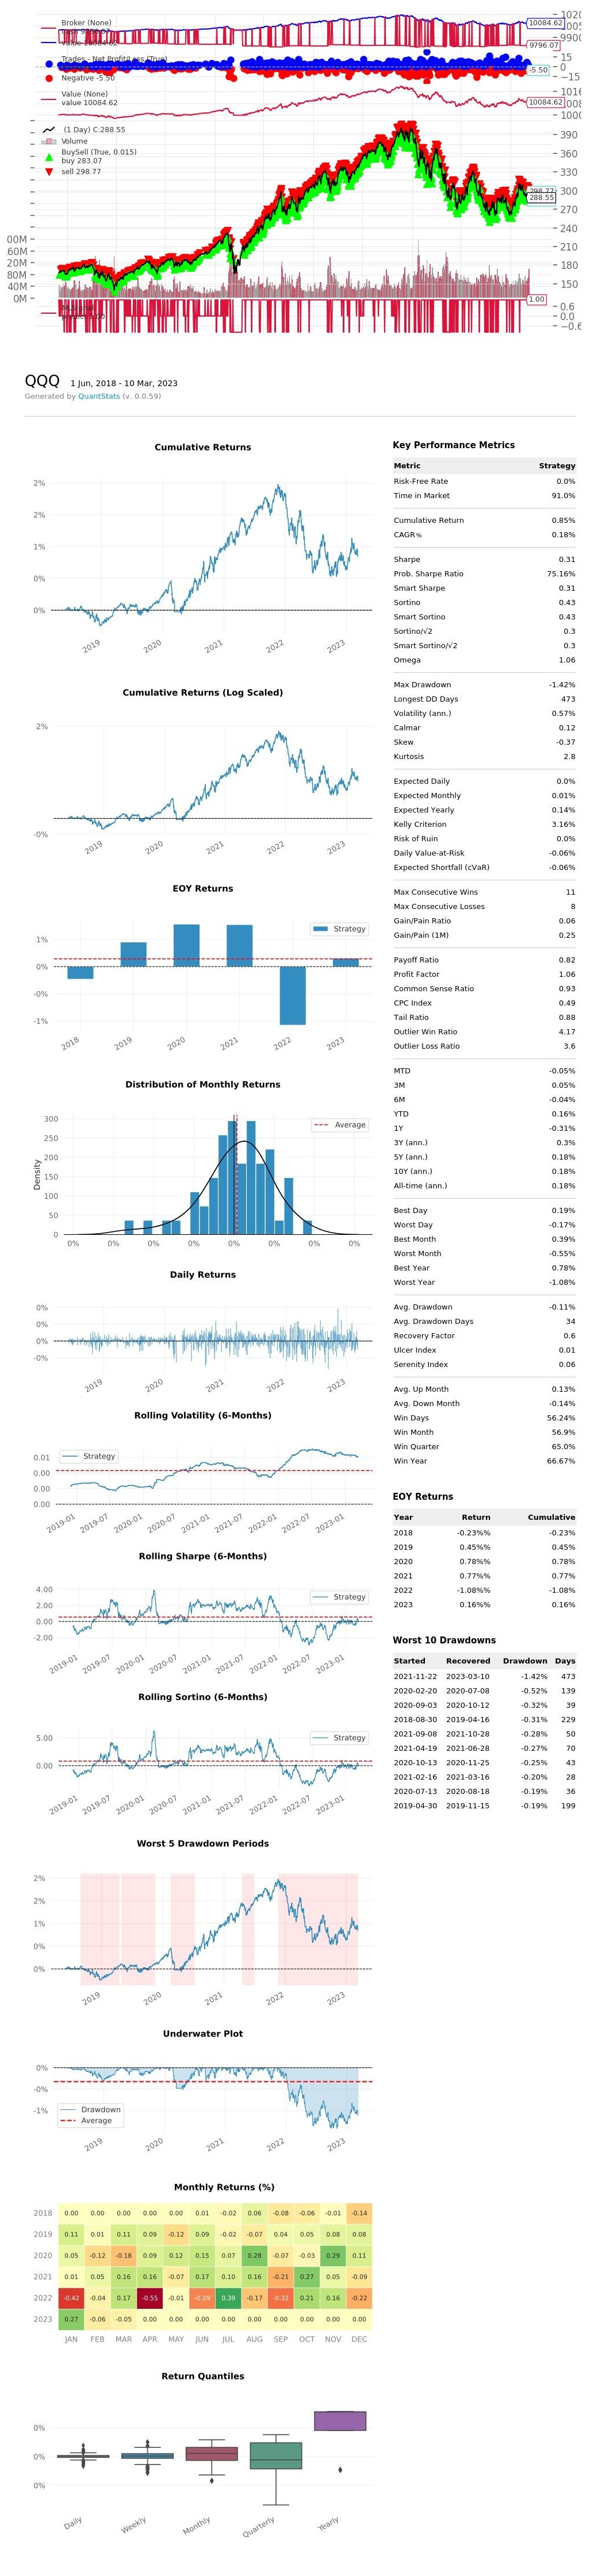 Broker (None)
value 10084.62
Trades - Net Profit/Loss (True)
Negative -5.50
Value (None)
value 10084.62
(1 Day) C:288.55
Volume
BuySell (True, 0.015)
buy 283.07
sell 298.77
10084.62
9900
9796.07
15
0
-5.50
−15
10084.62
390
360
330
300
288.55
270
240
210
180
150
00M
60M
20M
80M
40M
0M
1.00
0.6
0.0
−0.6
QQQ 1 Jun, 2018 - 10 Mar, 2023
Generated by QuantStats (v. 0.0.59)
Cumulative Returns
2%
2%
1%
0%
0%
2019 2020 2021 2022 2023
Cumulative Returns (Log Scaled)
2%
-0%
2019 2020 2021 2022 2023
EOY Returns
Strategy
1%
0%
-0%
-1%
2018 2019 2020 2021 2022 2023
Distribution of Monthly Returns
Average
Density
300
250
200
150
100
50
0
0% 0% 0% 0% 0% 0% 0% 0%
Daily Returns
0%
0%
0%
-0%
2019 2020 2021 2022 2023
Rolling Volatility (6-Months)
Strategy
0.01
0.00
0.00
0.00
2019-01 2019-07 2020-01 2020-07 2021-01 2021-07 2022-01 2022-07 2023-01
Rolling Sharpe (6-Months)
Strategy
4.00
2.00
0.00
-2.00
2019-01 2019-07 2020-01 2020-07 2021-01 2021-07 2022-01 2022-07 2023-01
Rolling Sortino (6-Months)
Strategy
5.00
0.00
2019-01 2019-07 2020-01 2020-07 2021-01 2021-07 2022-01 2022-07 2023-01
Worst 5 Drawdown Periods
2%
2%
1%
0%
0%
2019 2020 2021 2022 2023
Underwater Plot
0%
-0%
-1%
Drawdown
Average
2019 2020 2021 2022 2023
Monthly Returns (%)
2018 0.00 0.00 0.00 0.00 0.00 0.01 -0.02 0.06 -0.08 -0.06 -0.01 -0.14
2019 0.11 0.01 0.11 0.09 -0.12 0.09 -0.02 -0.07 0.04 0.05 0.08 0.08
2020 0.05 -0.12 -0.18 0.09 0.12 0.15 0.07 0.28 -0.07 -0.03 0.29 0.11
2021 0.01 0.05 0.16 0.16 -0.07 0.17 0.10 0.16 -0.21 0.27 0.05 -0.09
2022 -0.42 -0.04 0.17 -0.55 -0.01 -0.29 0.39 -0.17 -0.32 0.21 0.16 -0.22
2023 0.27 -0.06 -0.05 0.00 0.00 0.00 0.00 0.00 0.00 0.00 0.00 0.00
JAN FEB MAR APR MAY JUN JUL AUG SEP OCT NOV DEC
Return Quantiles
0%
0%
0%
Daily Weekly Monthly Quarterly Yearly
Key Performance Metrics
Metric Strategy
Risk-Free Rate 0.0%
Time in Market 91.0%
Cumulative Return 0.85%
CAGR﹪ 0.18%
Sharpe 0.31
Prob. Sharpe Ratio 75.16%
Smart Sharpe 0.31
Sortino 0.43
Smart Sortino 0.43
Sortino/√2 0.3
Smart Sortino/√2 0.3
Omega 1.06
Max Drawdown -1.42%
Longest DD Days 473
Volatility (ann.) 0.57%
Calmar 0.12
Skew -0.37
Kurtosis 2.8
Expected Daily 0.0%
Expected Monthly 0.01%
Expected Yearly 0.14%
Kelly Criterion 3.16%
Risk of Ruin 0.0%
Daily Value-at-Risk -0.06%
Expected Shortfall (cVaR) -0.06%
Max Consecutive Wins 11
Max Consecutive Losses 8
Gain/Pain Ratio 0.06
Gain/Pain (1M) 0.25
Payoff Ratio 0.82
Profit Factor 1.06
Common Sense Ratio 0.93
CPC Index 0.49
Tail Ratio 0.88
Outlier Win Ratio 4.17
Outlier Loss Ratio 3.6
MTD -0.05%
3M 0.05%
6M -0.04%
YTD 0.16%
1Y -0.31%
3Y (ann.) 0.3%
5Y (ann.) 0.18%
10Y (ann.) 0.18%
All-time (ann.) 0.18%
Best Day 0.19%
Worst Day -0.17%
Best Month 0.39%
Worst Month -0.55%
Best Year 0.78%
Worst Year -1.08%
Avg. Drawdown -0.11%
Avg. Drawdown Days 34
Recovery Factor 0.6
Ulcer Index 0.01
Serenity Index 0.06
Avg. Up Month 0.13%
Avg. Down Month -0.14%
Win Days 56.24%
Win Month 56.9%
Win Quarter 65.0%
Win Year 66.67%
EOY Returns
Year Return Cumulative
2018 -0.23%% -0.23%
2019 0.45%% 0.45%
2020 0.78%% 0.78%
2021 0.77%% 0.77%
2022 -1.08%% -1.08%
2023 0.16%% 0.16%
Worst 10 Drawdowns
Started Recovered Drawdown Days
2021-11-22 2023-03-10 -1.42% 473
2020-02-20 2020-07-08 -0.52% 139
2020-09-03 2020-10-12 -0.32% 39
2018-08-30 2019-04-16 -0.31% 229
2021-09-08 2021-10-28 -0.28% 50
2021-04-19 2021-06-28 -0.27% 70
2020-10-13 2020-11-25 -0.25% 43
2021-02-16 2021-03-16 -0.20% 28
2020-07-13 2020-08-18 -0.19% 36
2019-04-30 2019-11-15 -0.19% 199